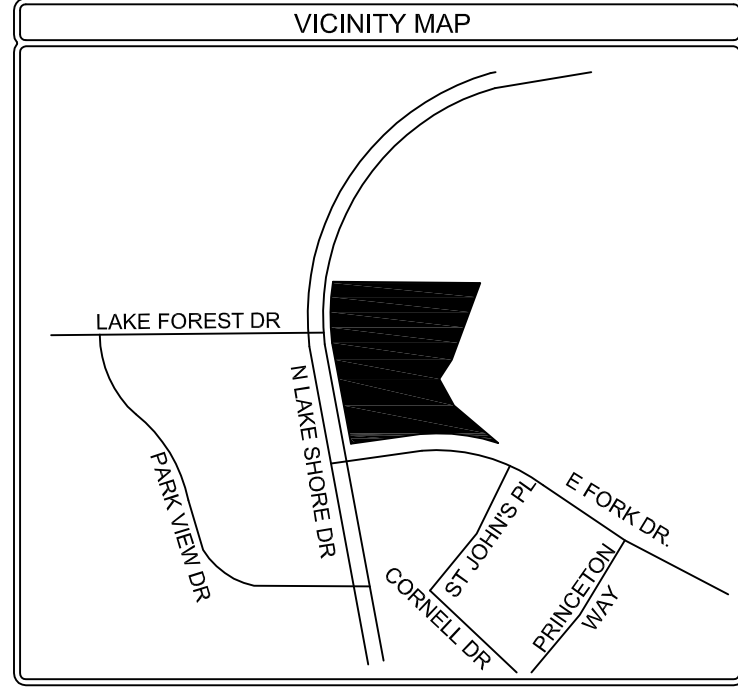 VICINITY MAP
LAKE FOREST DR
N LAKE SHORE DR
PARK VIEW DR
E FORK DR.
ST JOHN'S PL
PRINCETON
WAY
CORNELL DR